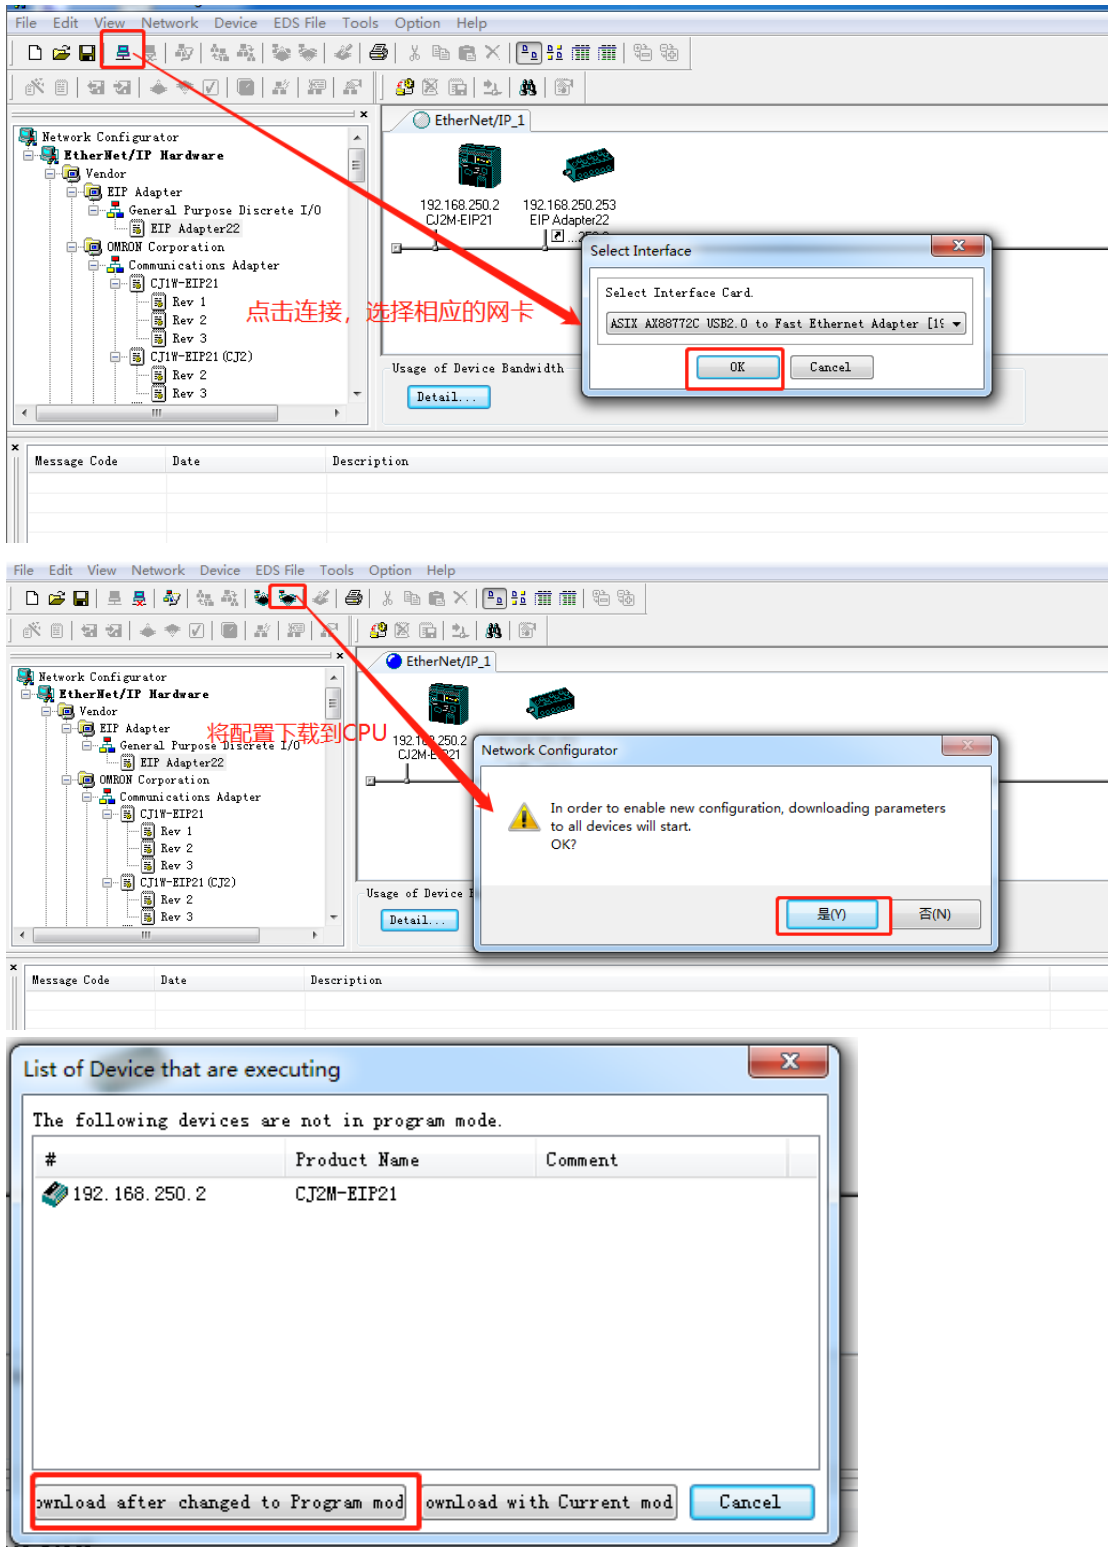 File Edit View Network Device EDS File Tools Option Help
EtherNet/IP_1
Network Configurator
EtherNet/IP Hardware
Vendor
EIP Adapter
General Purpose Discrete I/O
EIP Adapter22
OMRON Corporation
Communications Adapter
CJ1W-EIP21
Rev 1
Rev 2
Rev 3
CJ1W-EIP21(CJ2)
Rev 2
Rev 3
192.168.250.2
CJ2M-EIP21
192.168.250.253
EIP Adapter22
点击连接，选择相应的网卡
Select Interface
Select Interface Card.
ASIX AX88772C USB2.0 to Fast Ethernet Adapter [19
OK Cancel
Usage of Device Bandwidth
Detail...
Message Code Date Description
File Edit View Network Device EDS File Tools Option Help
EtherNet/IP_1
Network Configurator
EtherNet/IP Hardware
Vendor
EIP Adapter
General Purpose Discrete I/O
EIP Adapter22
OMRON Corporation
Communications Adapter
CJ1W-EIP21
Rev 1
Rev 2
Rev 3
CJ1W-EIP21(CJ2)
Rev 2
Rev 3
将配置下载到CPU
192.168.250.2
CJ2M-EIP21
Network Configurator
In order to enable new configuration, downloading parameters
to all devices will start.
OK?
是(Y) 否(N)
Usage of Device
Detail...
Message Code Date Description
List of Device that are executing
The following devices are not in program mode.
# Product Name Comment
192.168.250.2 CJ2M-EIP21
ownload after changed to Program mod ownload with Current mod Cancel